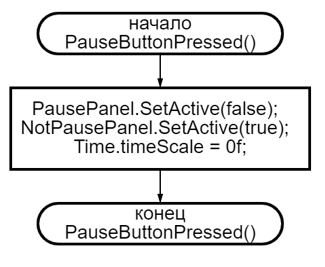 начало
PauseButtonPressed()
PausePanel.SetActive(false);
NotPausePanel.SetActive(true);
Time.timeScale = 0f;
конец
PauseButtonPressed()